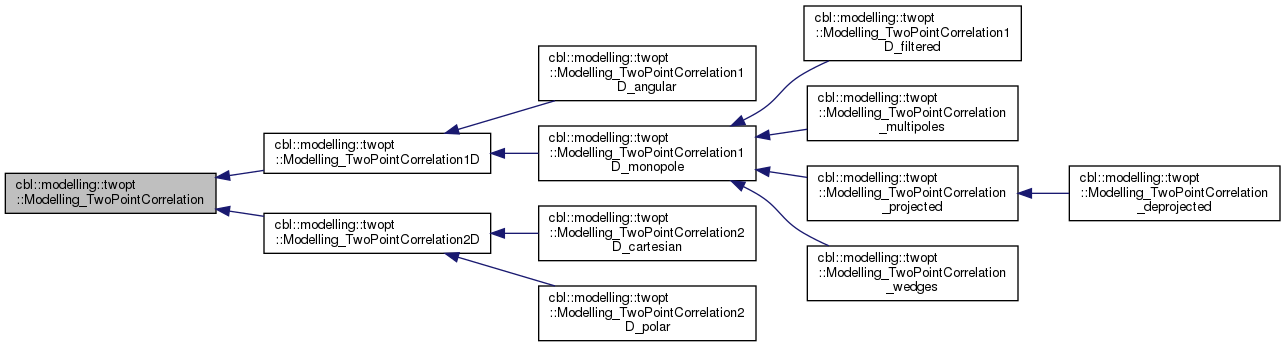 cbl::modelling::twopt
::Modelling_TwoPointCorrelation
cbl::modelling::twopt
::Modelling_TwoPointCorrelation1D
cbl::modelling::twopt
::Modelling_TwoPointCorrelation2D
cbl::modelling::twopt
::Modelling_TwoPointCorrelation1
D_angular
cbl::modelling::twopt
::Modelling_TwoPointCorrelation1
D_monopole
cbl::modelling::twopt
::Modelling_TwoPointCorrelation2
D_cartesian
cbl::modelling::twopt
::Modelling_TwoPointCorrelation2
D_polar
cbl::modelling::twopt
::Modelling_TwoPointCorrelation1
D_filtered
cbl::modelling::twopt
::Modelling_TwoPointCorrelation
_multipoles
cbl::modelling::twopt
::Modelling_TwoPointCorrelation
_projected
cbl::modelling::twopt
::Modelling_TwoPointCorrelation
_wedges
cbl::modelling::twopt
::Modelling_TwoPointCorrelation
_deprojected